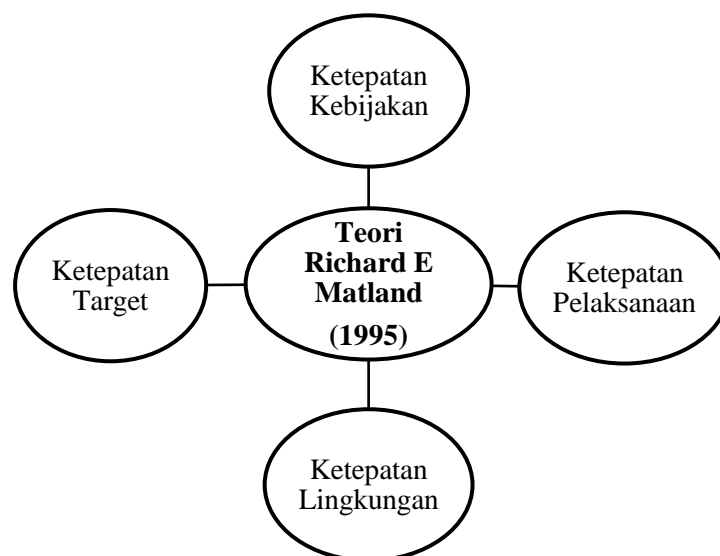 Ketepatan
Kebijakan
Ketepatan
Target
Teori
Richard E
Matland
(1995)
Ketepatan
Pelaksanaan
Ketepatan
Lingkungan